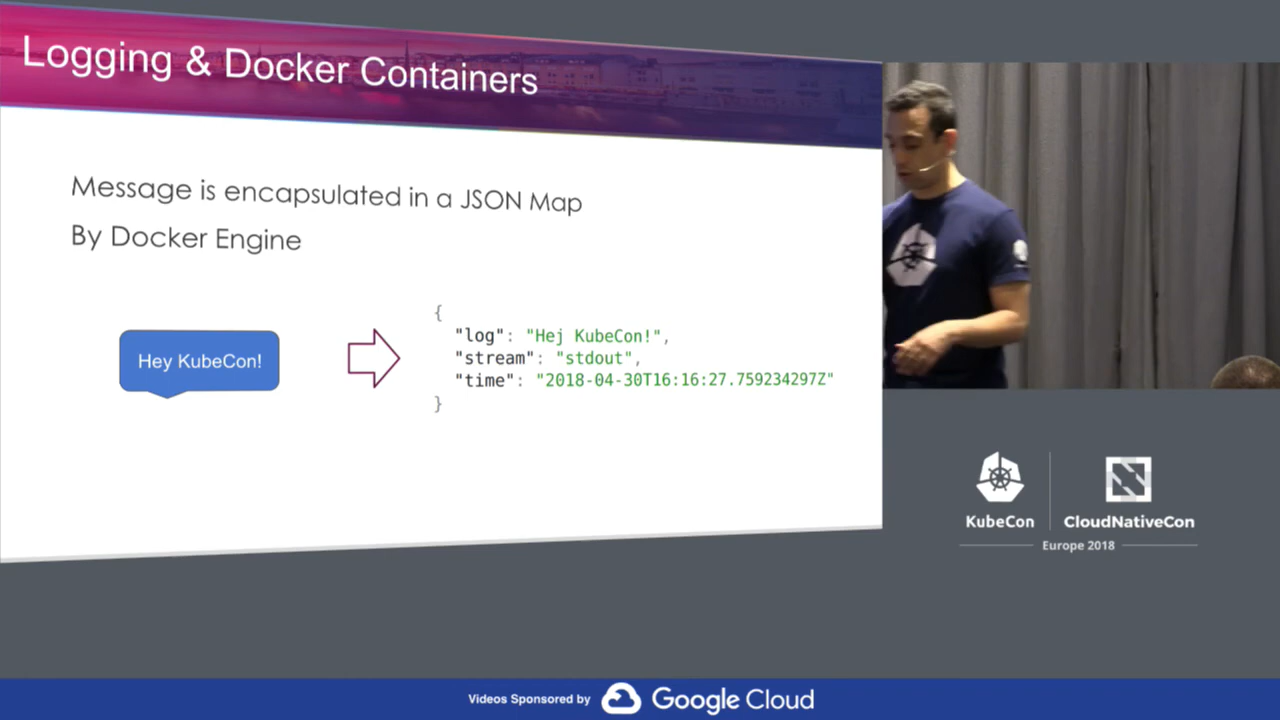 Logging & Docker Containers
Message is encapsulated in a JSON Map
By Docker Engine
Hey KubeCon!
{
"log": "Hej KubeCon!",
"stream": "stdout",
"time": "2018-04-30T16:16:27.759234297Z"
}
KubeCon
CloudNativeCon
Europe 2018
Videos Sponsored by Google Cloud